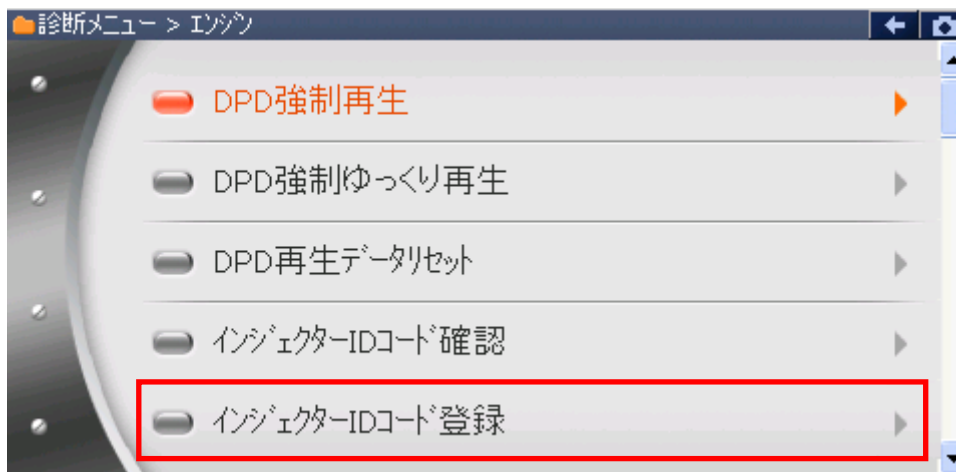 診断メニュー > エンジン
DPD強制再生
DPD強制ゆっくり再生
DPD再生データリセット
インジェクターIDコード確認
インジェクターIDコード登録